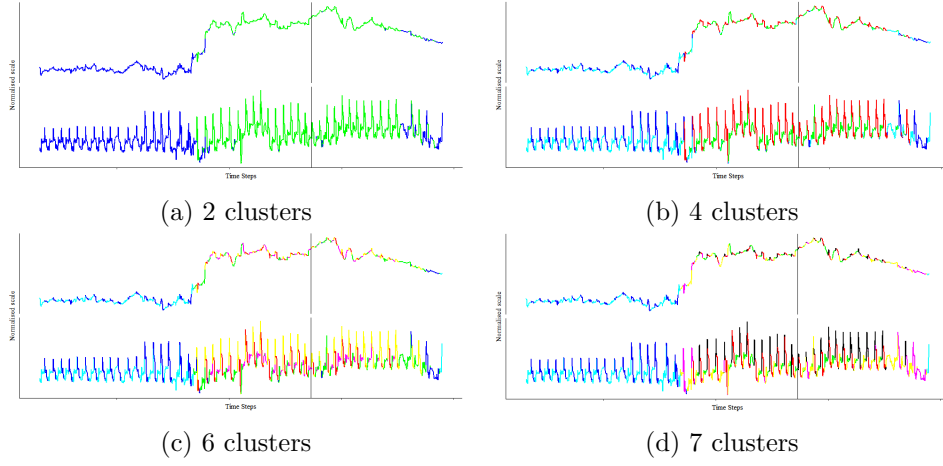 Normalised scale
Normalised scale
Time Steps
Time Steps
(a) 2 clusters
(b) 4 clusters
Normalised scale
Normalised scale
Time Steps
Time Steps
(c) 6 clusters
(d) 7 clusters